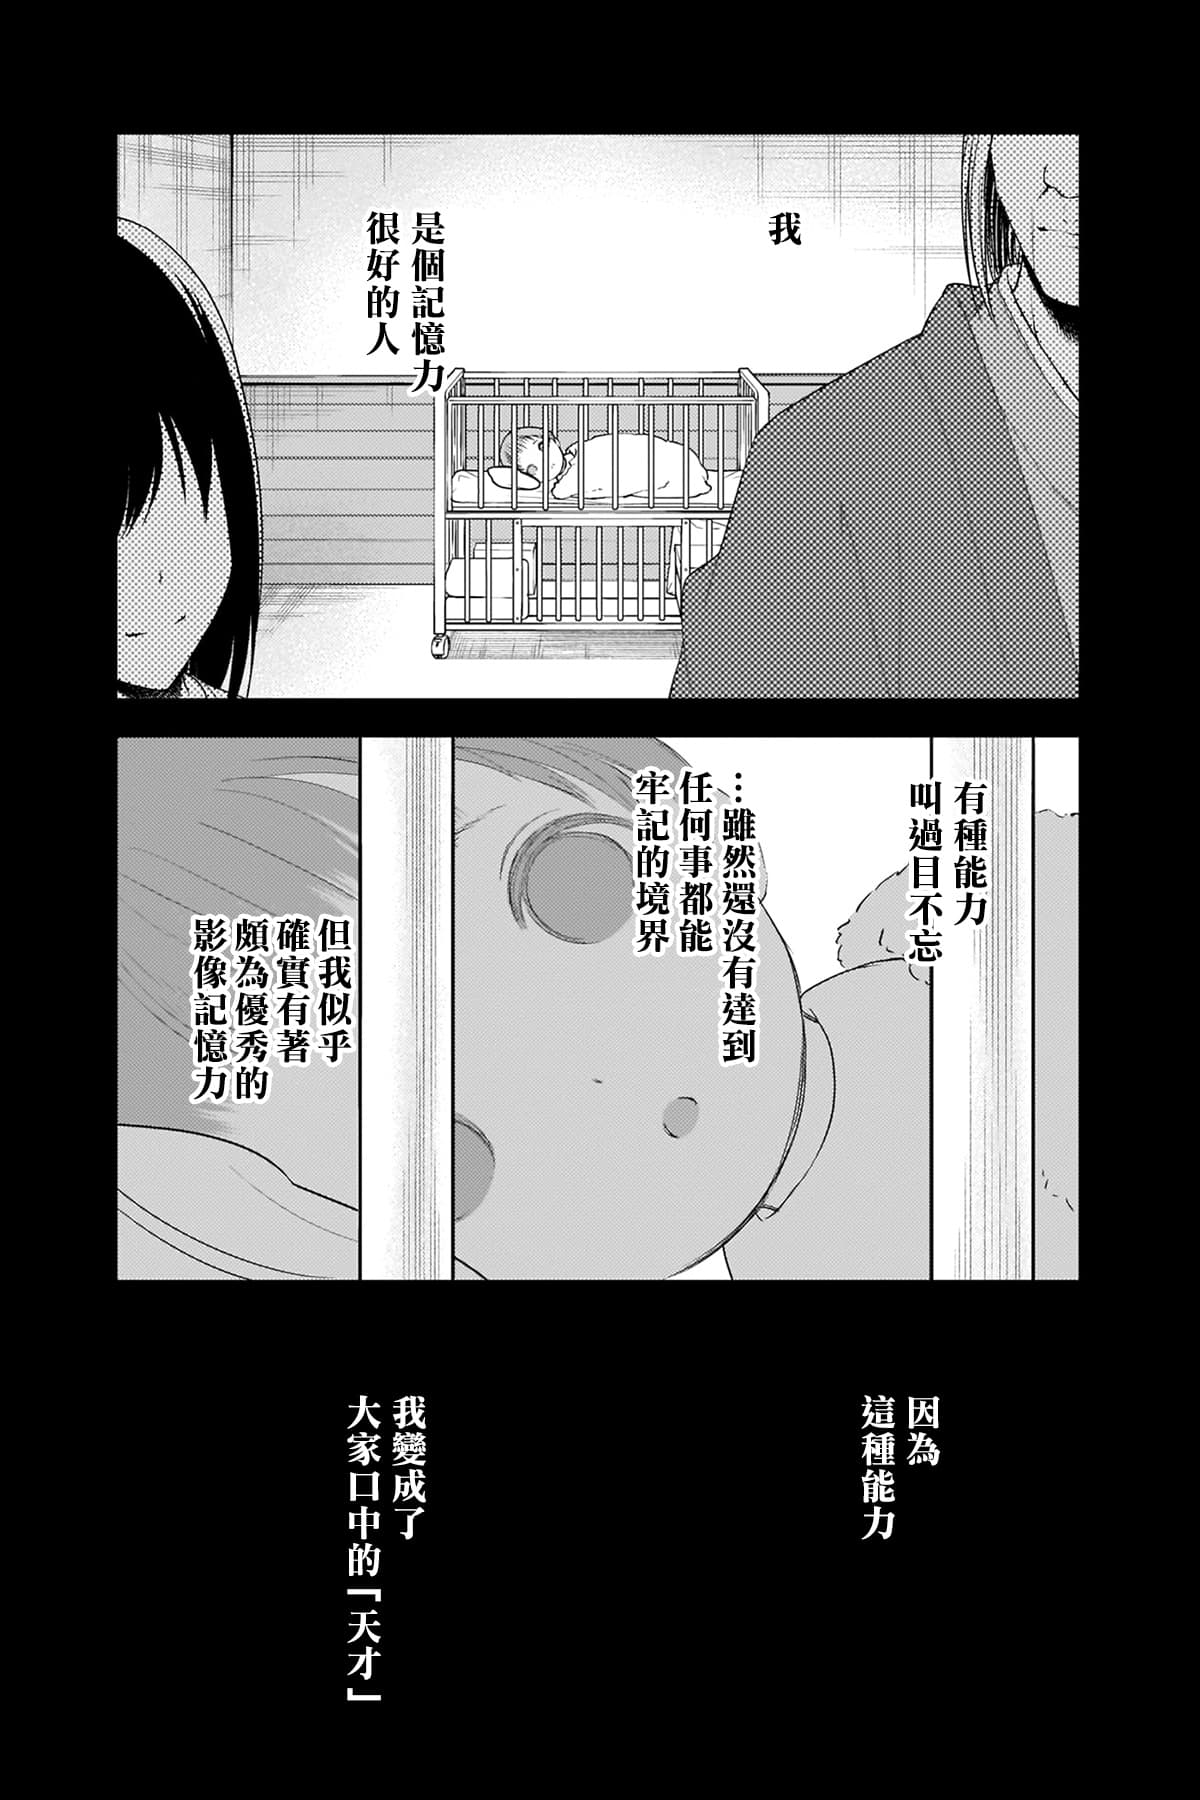 我
是個記憶力
很好的人
有種能力
叫過目不忘
…雖然還沒有達到
任何事都能
牢記的境界
但我似乎
確實有著
頗為優秀的
影像記憶力
因為
這種能力
我變成了
大家口中的「天才」